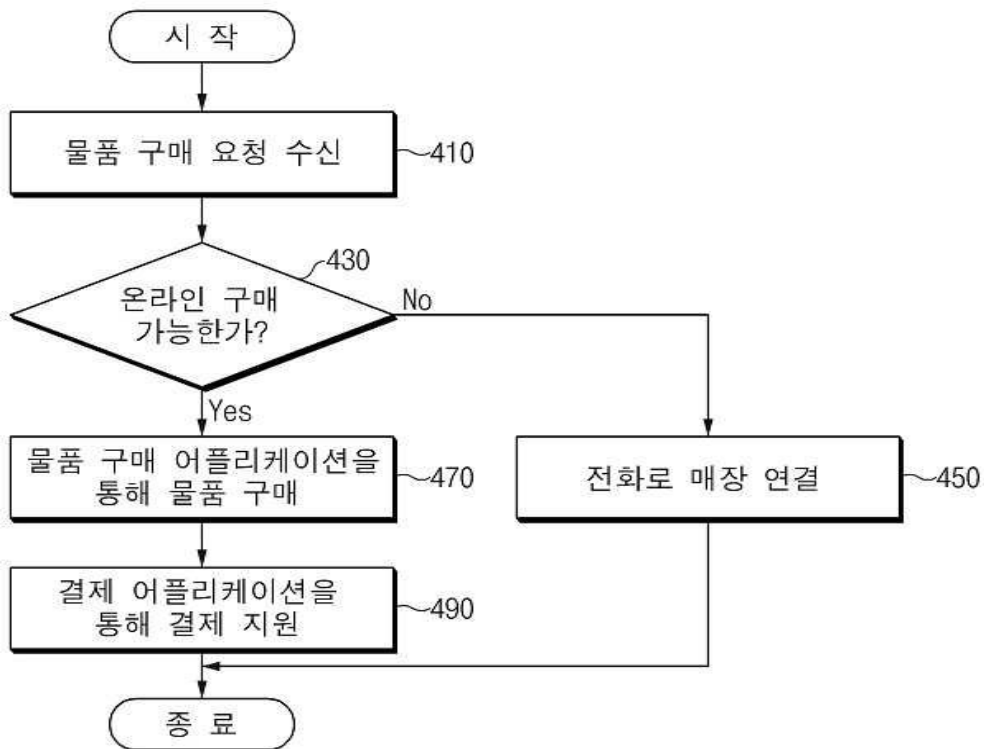 시 작
물품 구매 요청 수신
410
430
온라인 구매
가능한가?
No
Yes
물품 구매 어플리케이션을
통해 물품 구매
470
전화로 매장 연결
450
결제 어플리케이션을
통해 결제 지원
490
종 료